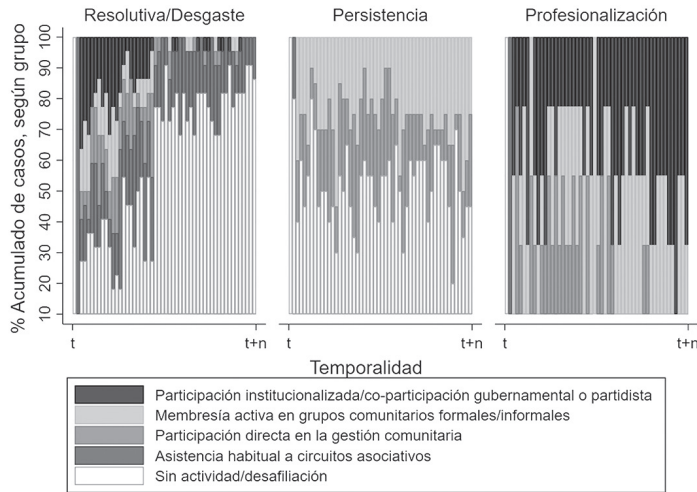 Resolutiva/Desgaste Persistencia Profesionalización
% Acumulado de casos, según grupo
100
90
80
70
60
50
40
30
20
10
t t+n t t+n t t+n
Temporalidad
Participación institucionalizada/co-participación gubernamental o partidista
Membresía activa en grupos comunitarios formales/informales
Participación directa en la gestión comunitaria
Asistencia habitual a circuitos asociativos
Sin actividad/desafiliación